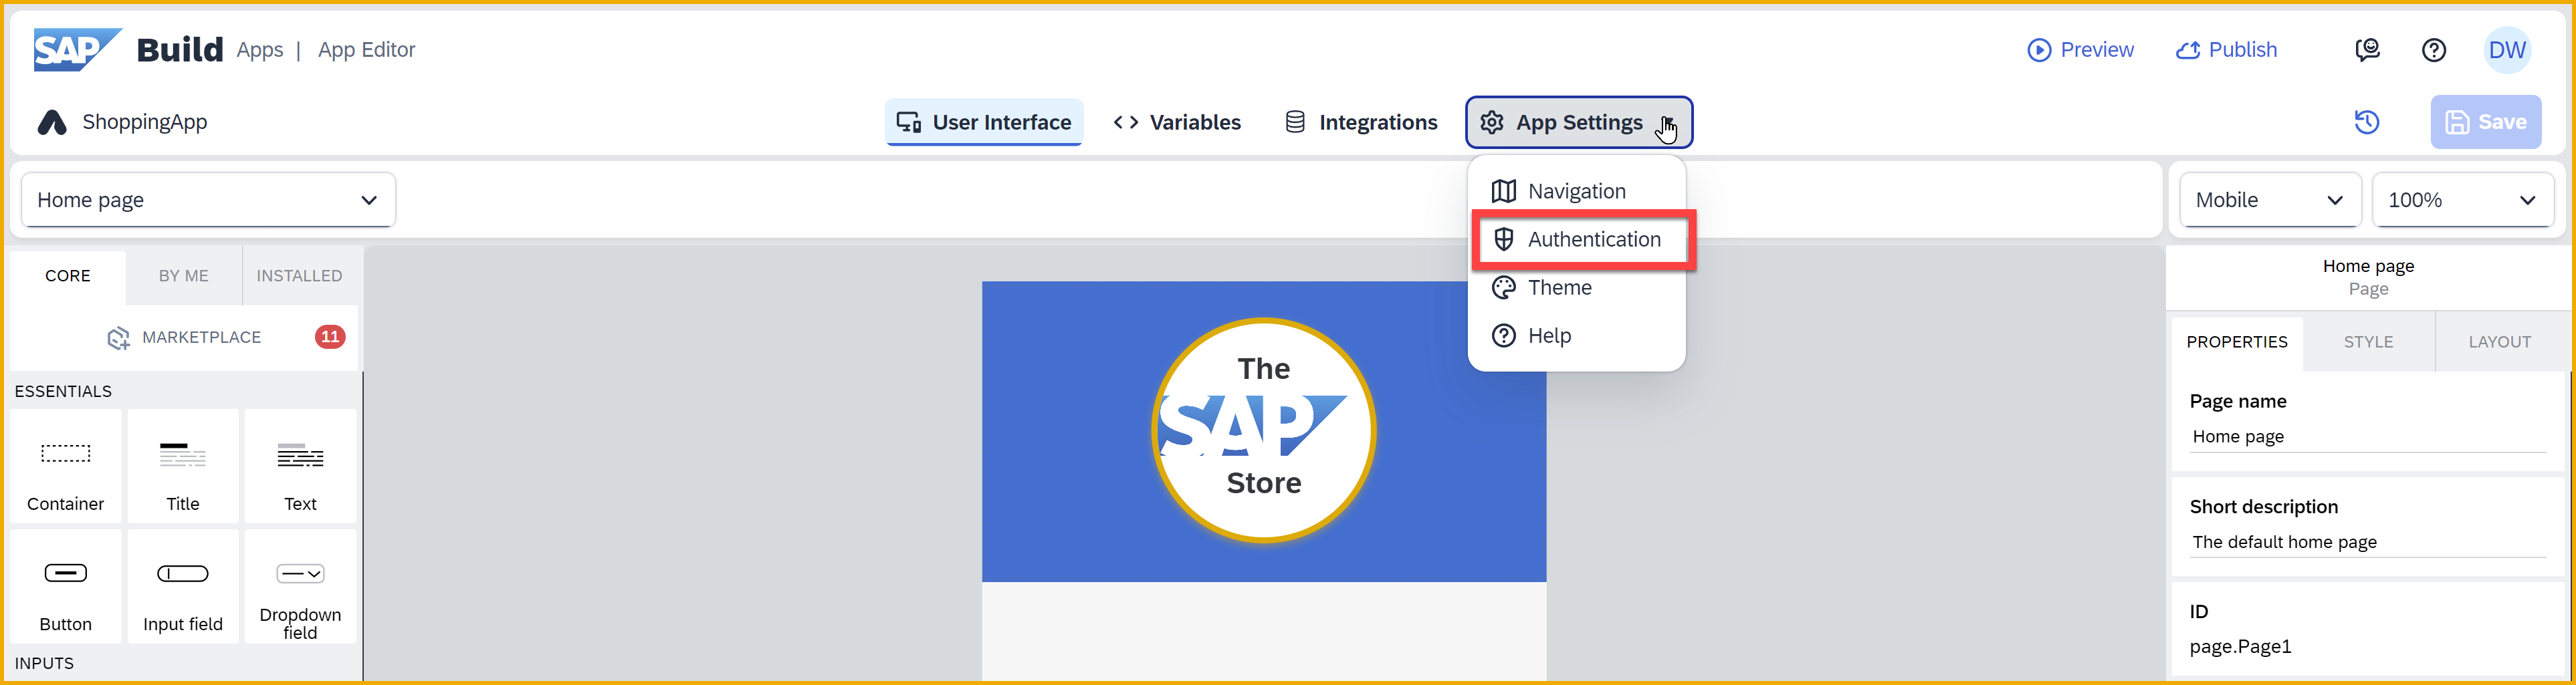 SAP Build Apps | App Editor
Preview Publish DW
ShoppingApp
User Interface <> Variables Integrations App Settings Save
Home page
Mobile 100%
Navigation
Authentication
Theme
Help
CORE BY ME INSTALLED
MARKETPLACE 11
ESSENTIALS
Container Title Text
Button Input field Dropdown
field
INPUTS
The
SAP
Store
Home page
Page
PROPERTIES STYLE LAYOUT
Page name
Home page
Short description
The default home page
ID
page.Page1